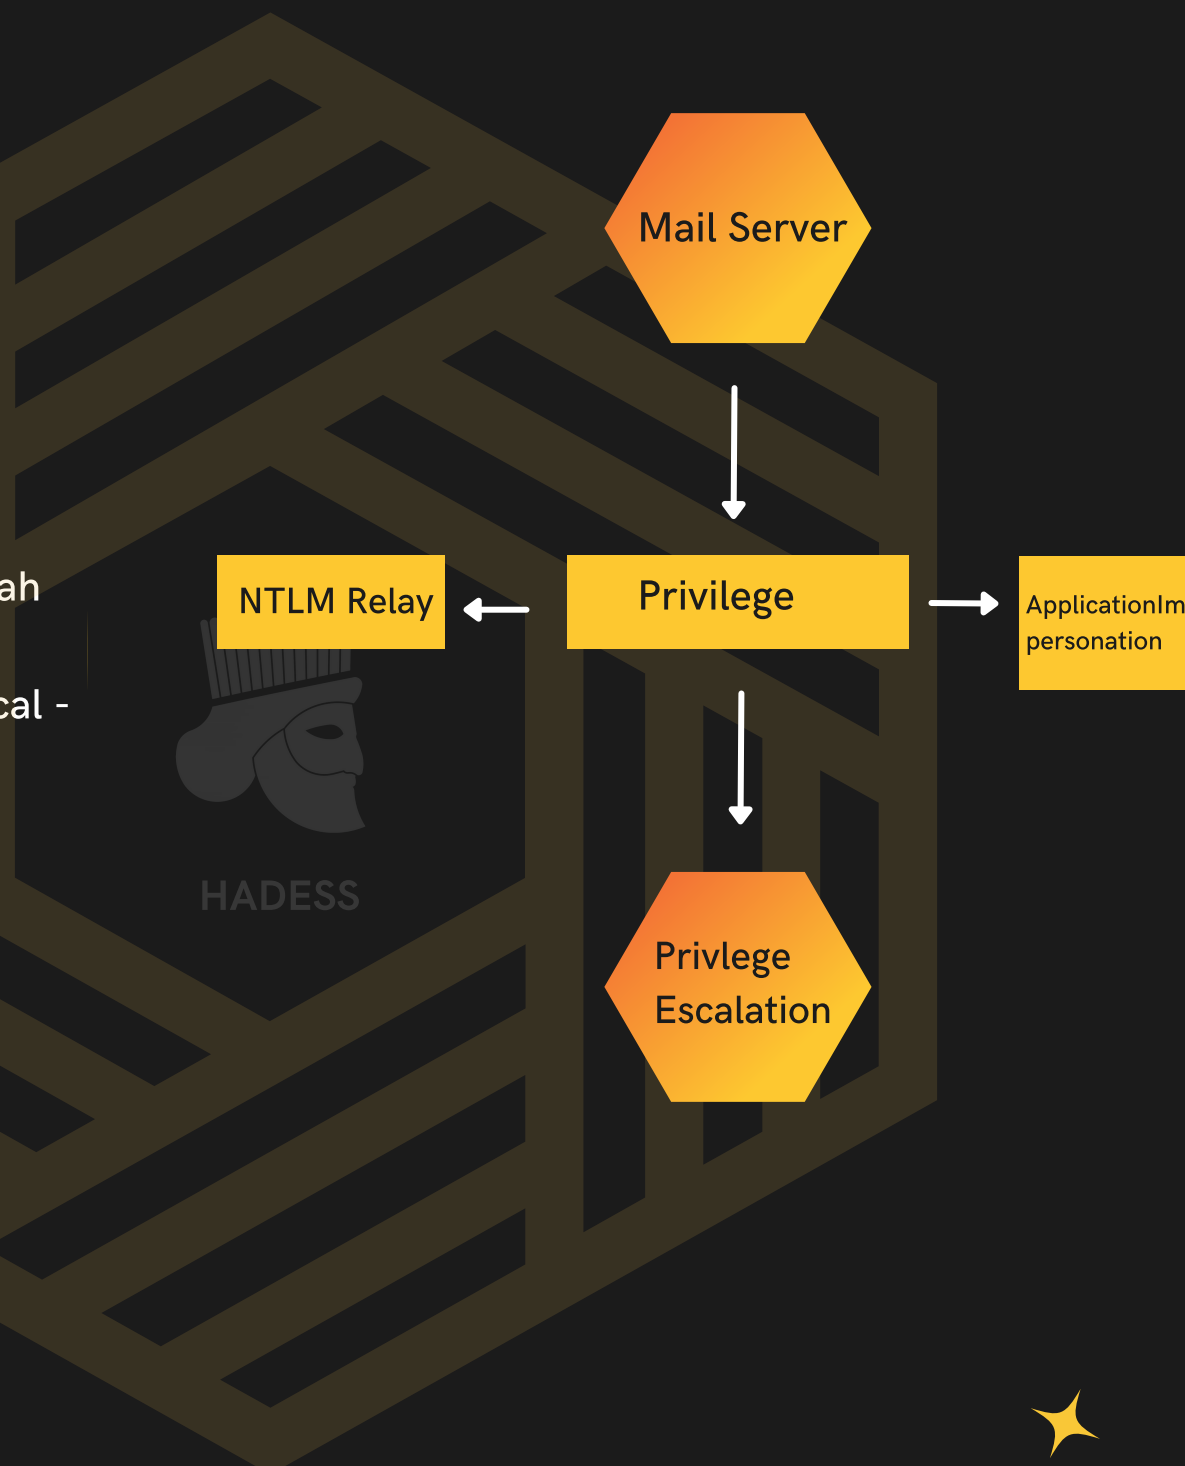 Mail Server
ah
NTLM Relay
Privilege
ApplicationIm
personation
cal -
HADESS
Privlege
Escalation